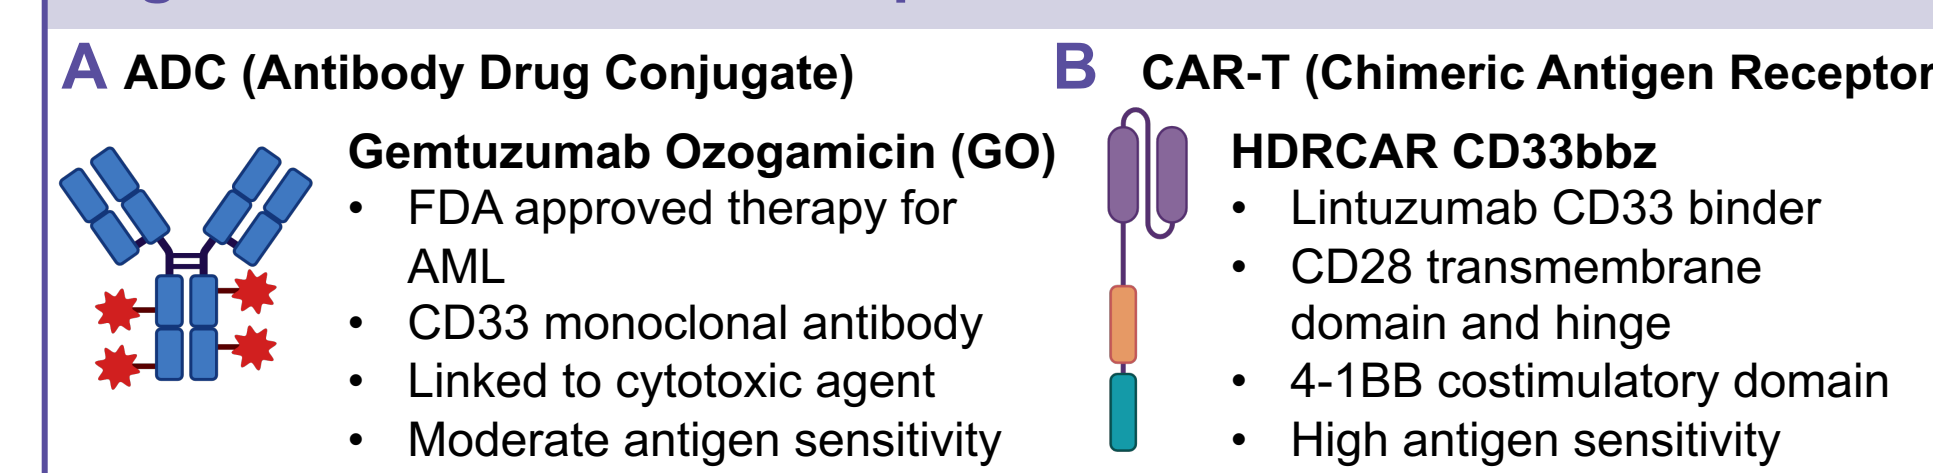 A ADC (Antibody Drug Conjugate)
Gemtuzumab Ozogamicin (GO)
• FDA approved therapy for
AML
• CD33 monoclonal antibody
• Linked to cytotoxic agent
• Moderate antigen sensitivity
B CAR-T (Chimeric Antigen Receptor
HDRCAR CD33bbz
• Lintuzumab CD33 binder
• CD28 transmembrane
domain and hinge
• 4-1BB costimulatory domain
• High antigen sensitivity